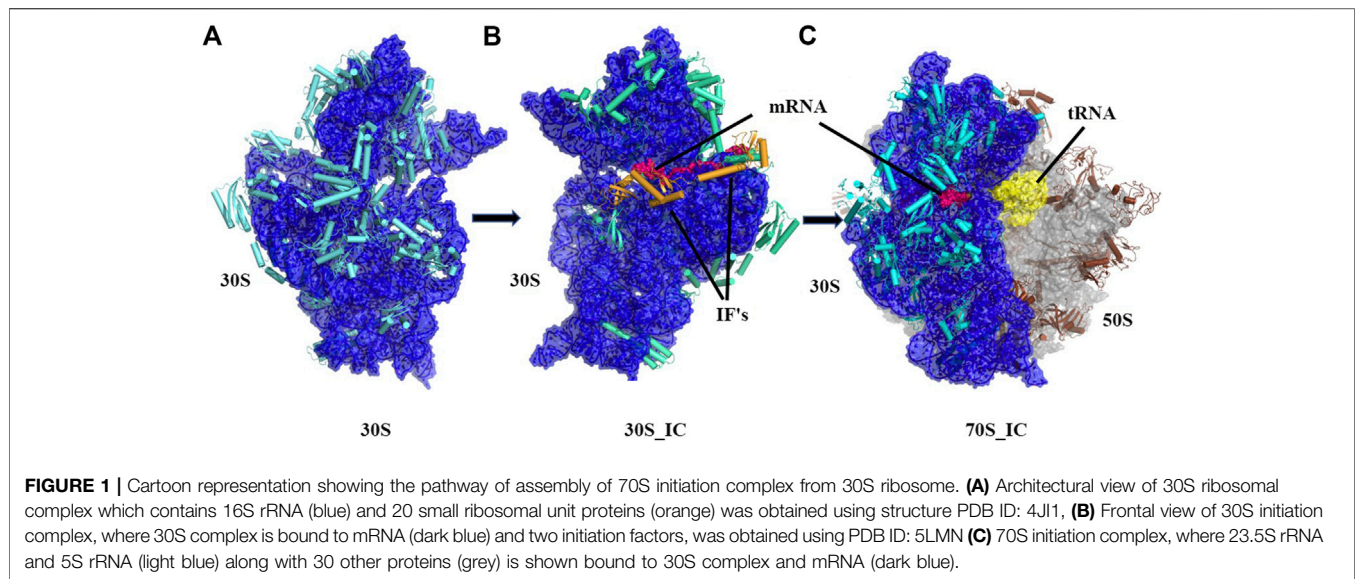 A
B
C
mRNA
tRNA
30S
30S
IF's
30S
50S
30S
30S_IC
70S_IC
FIGURE 1 | Cartoon representation showing the pathway of assembly of 70S initiation complex from 30S ribosome. (A) Architectural view of 30S ribosomal
complex which contains 16S rRNA (blue) and 20 small ribosomal unit proteins (orange) was obtained using structure PDB ID: 4JI1, (B) Frontal view of 30S initiation
complex, where 30S complex is bound to mRNA (dark blue) and two initiation factors, was obtained using PDB ID: 5LMN (C) 70S initiation complex, where 23.5S rRNA
and 5S rRNA (light blue) along with 30 other proteins (grey) is shown bound to 30S complex and mRNA (dark blue).